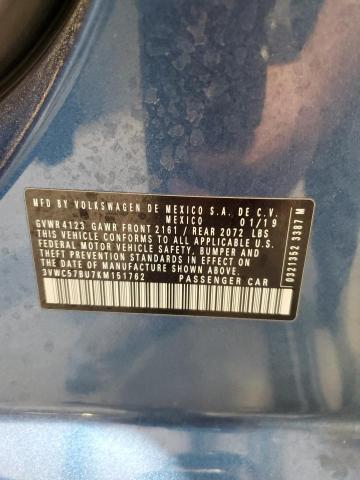 MFD BY VOLKSWAGEN DE MEXICO S.A. DE C.V.
MEXICO 01/19
GVWR 4123 GAWR FRONT 2161 / REAR 2072 LBS
THIS VEHICLE CONFORMS TO ALL APPLICABLE U.S.
FEDERAL MOTOR VEHICLE SAFETY, BUMPER AND
THEFT PREVENTION STANDARDS IN EFFECT ON
THE DATE OF MANUFACTURE SHOWN ABOVE.
3VWC57BU7KM151762 PASSENGER CAR
0321352 3387 M